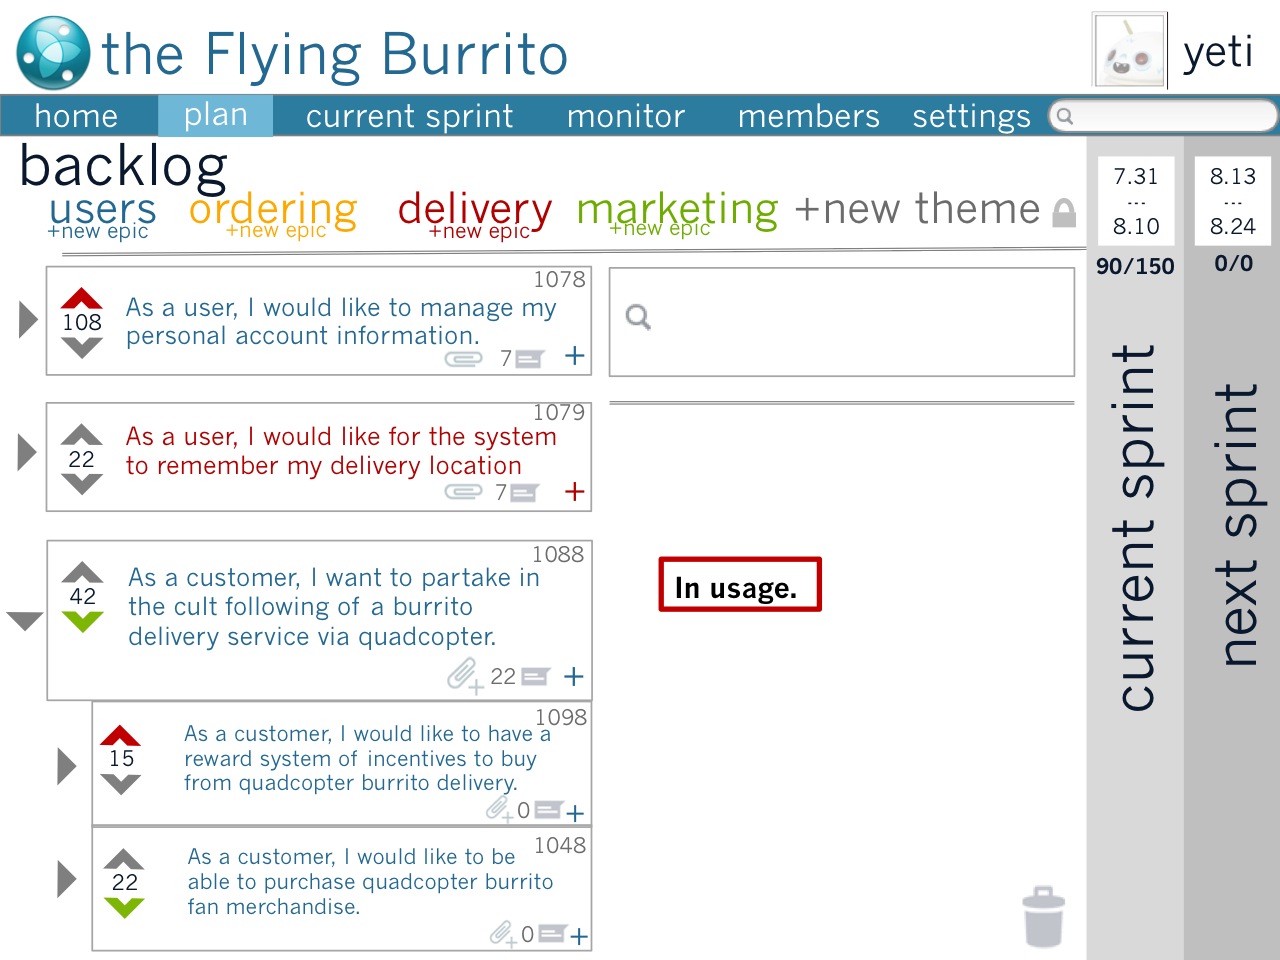 the Flying Burrito
yeti
home plan current sprint monitor members settings
backlog
users ordering delivery marketing +new theme
+new epic +new epic +new epic +new epic
7.31
...
8.10
90/150
current sprint
8.13
...
8.24
0/0
next sprint
1078
108
As a user, I would like to manage my
personal account information.
7 +
1079
22
As a user, I would like for the system
to remember my delivery location
7 +
1088
42
As a customer, I want to partake in
the cult following of a burrito
delivery service via quadcopter.
22 +
1098
15
As a customer, I would like to have a
reward system of incentives to buy
from quadcopter burrito delivery.
0 +
1048
22
As a customer, I would like to be
able to purchase quadcopter burrito
fan merchandise.
0 +
In usage.